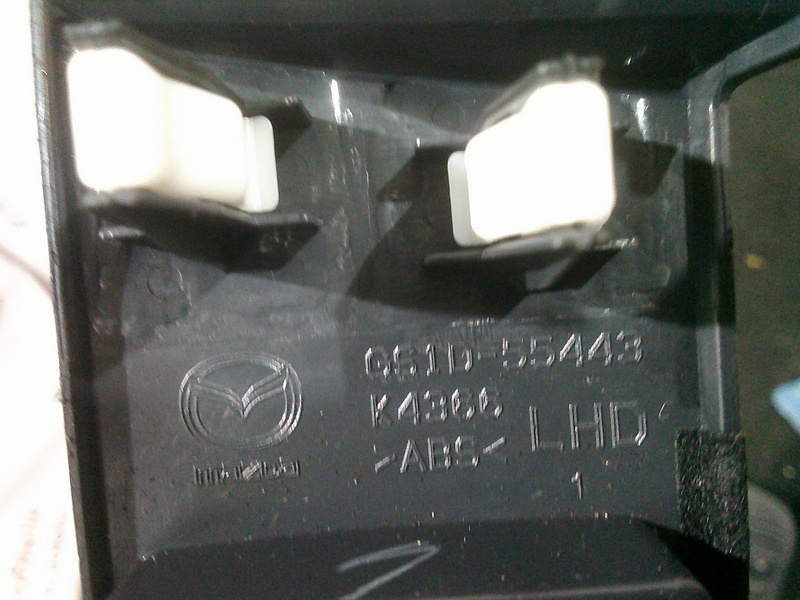 GS1D-55443
K4366
>ABS<
LHD
1
mazda